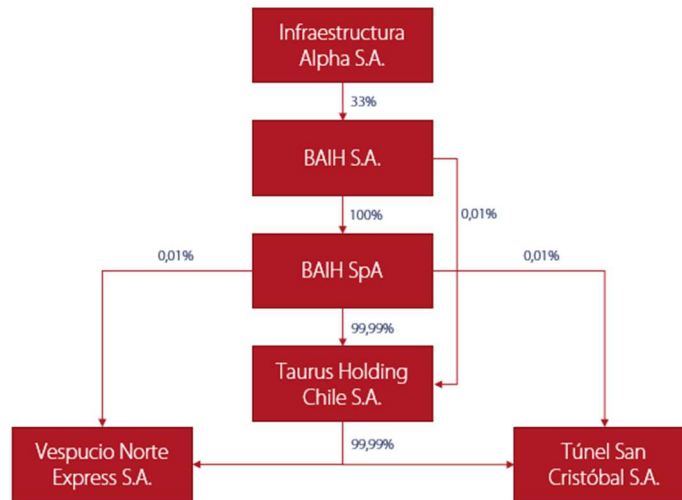 Infraestructura
Alpha S.A.
33%
BAIH S.A.
100%
0,01%
0,01%
BAIH SpA
0,01%
99,99%
Taurus Holding
Chile S.A.
99,99%
Vespucio Norte
Express S.A.
Túnel San
Cristóbal S.A.